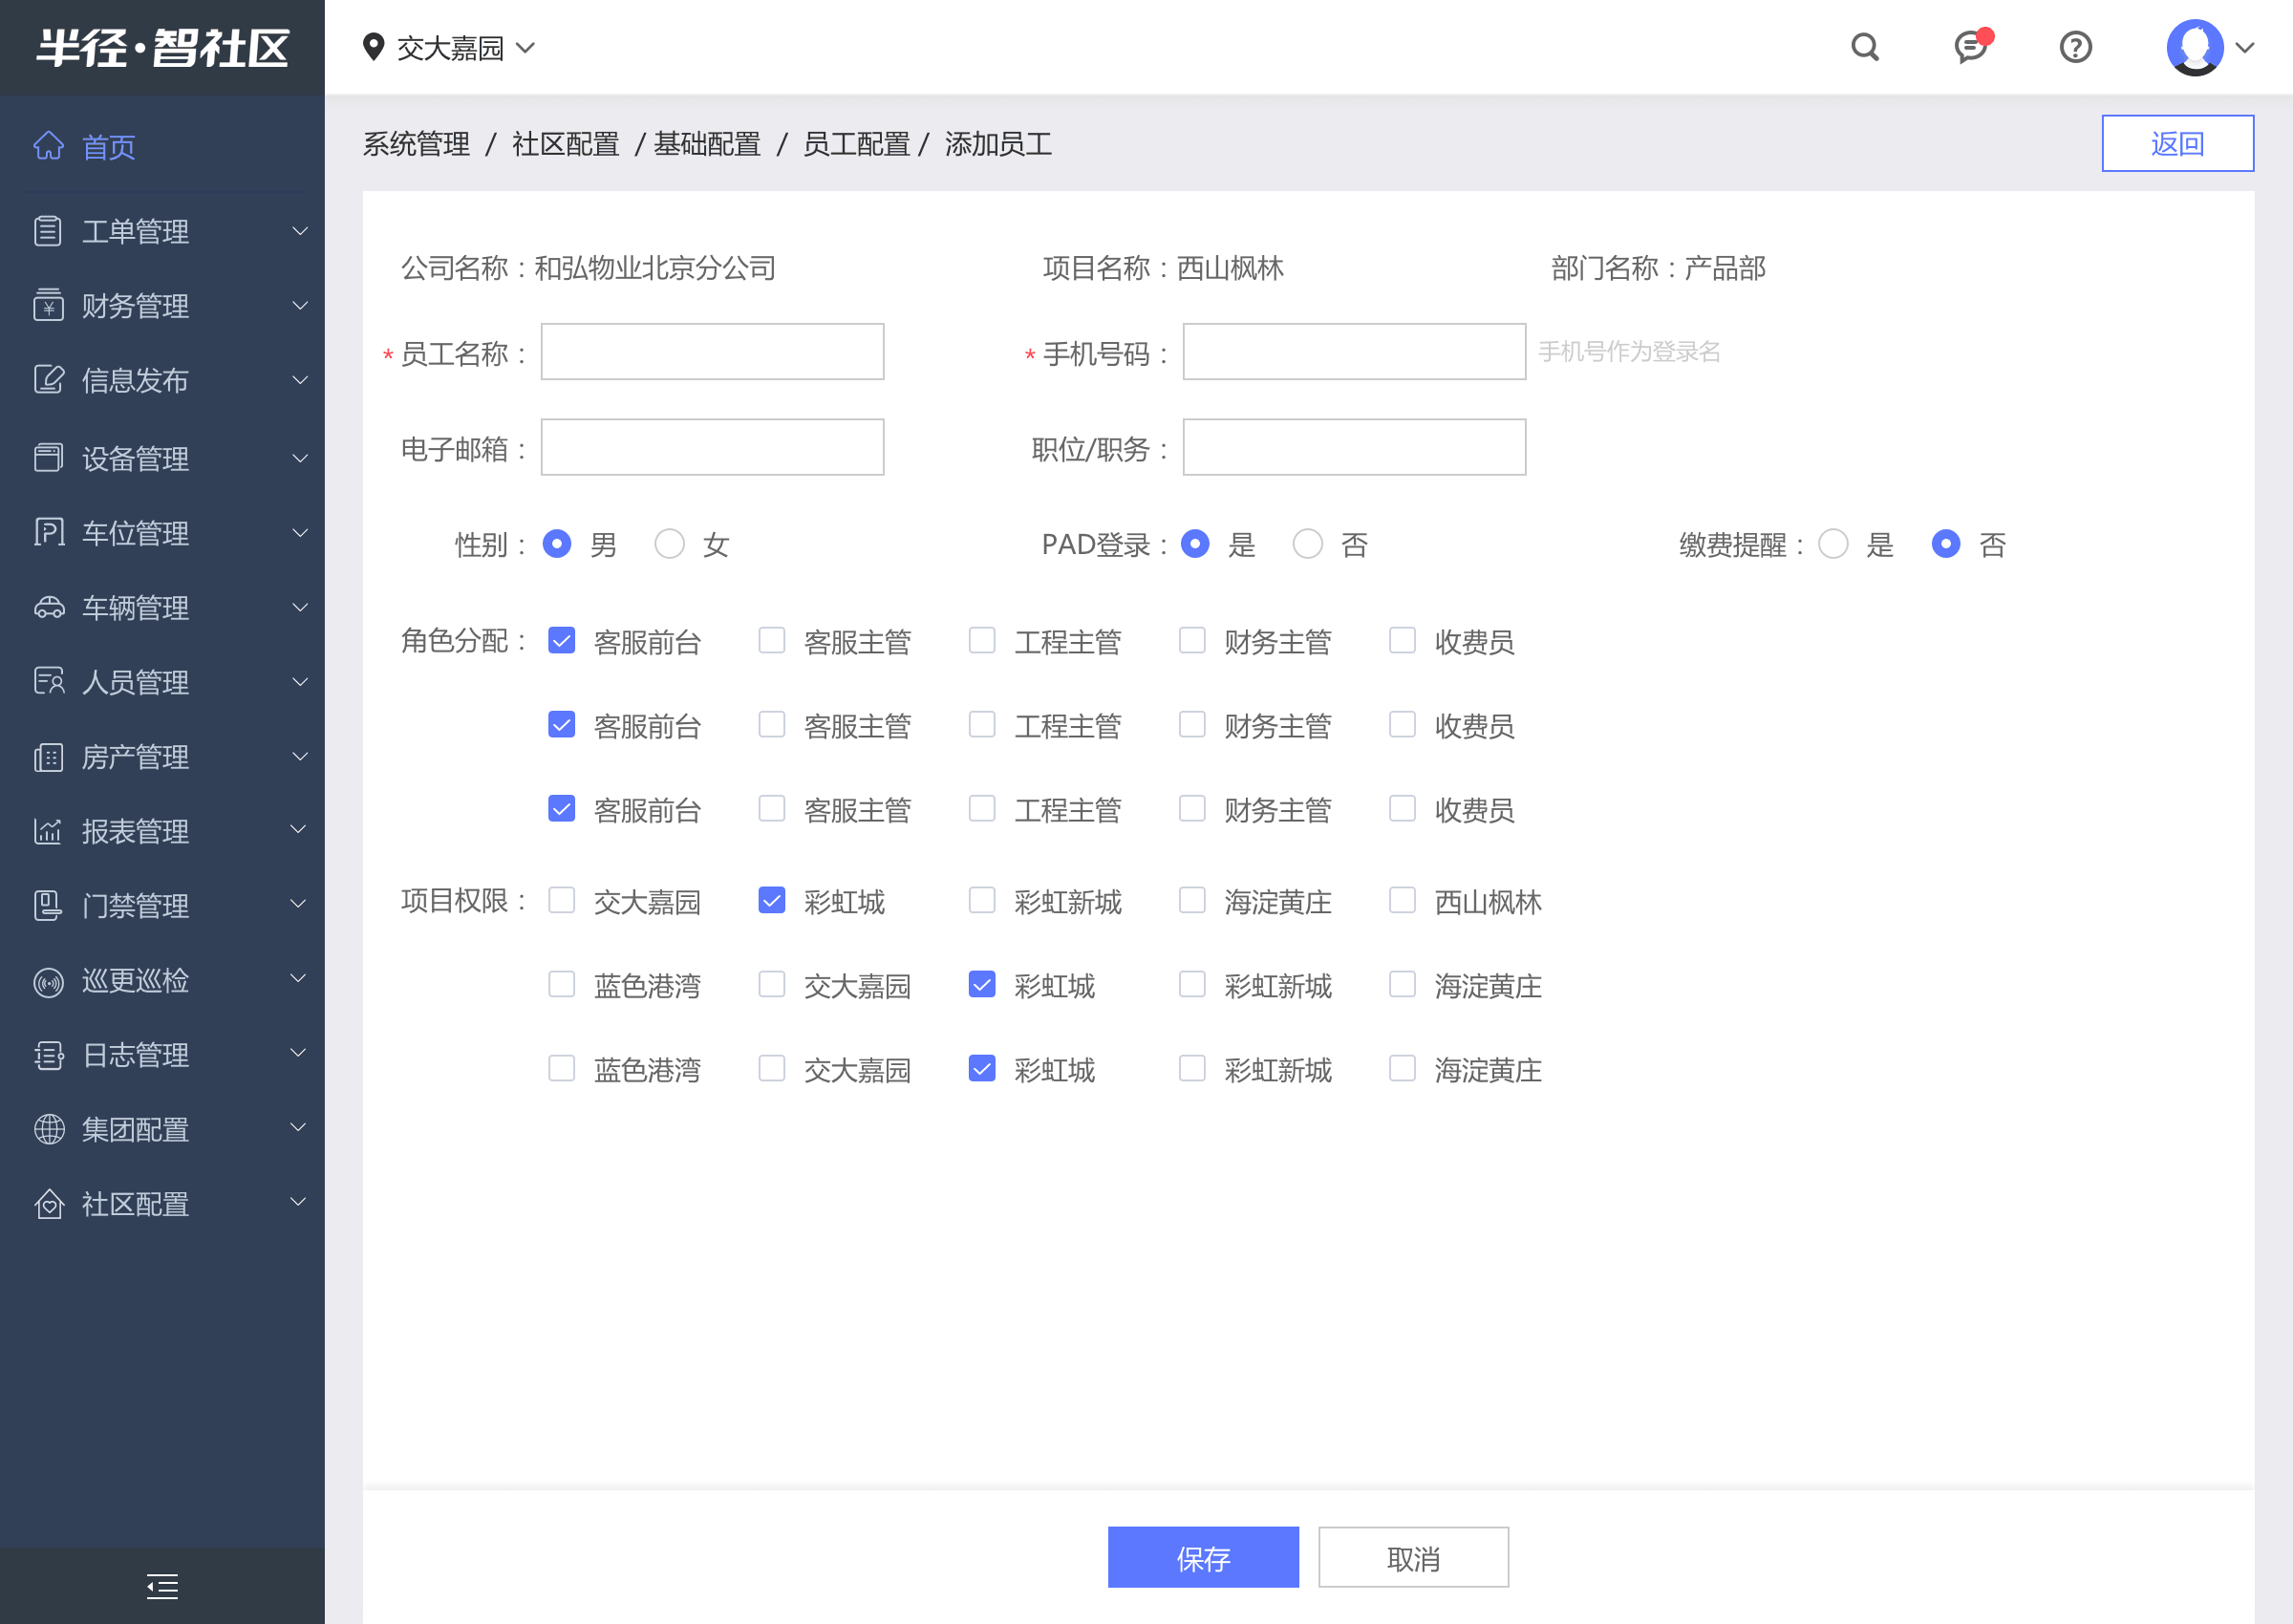 半径·智社区
交大嘉园
首页
工单管理
财务管理
信息发布
设备管理
车位管理
车辆管理
人员管理
房产管理
报表管理
门禁管理
巡更巡检
日志管理
集团配置
社区配置
系统管理 / 社区配置 / 基础配置 / 员工配置 / 添加员工
返回
公司名称：和弘物业北京分公司 项目名称：西山枫林 部门名称：产品部
* 员工名称： * 手机号码： 手机号作为登录名
电子邮箱： 职位/职务：
性别： 男 女 PAD登录： 是 否 缴费提醒： 是 否
角色分配： 客服前台 客服主管 工程主管 财务主管 收费员
客服前台 客服主管 工程主管 财务主管 收费员
客服前台 客服主管 工程主管 财务主管 收费员
项目权限： 交大嘉园 彩虹城 彩虹新城 海淀黄庄 西山枫林
蓝色港湾 交大嘉园 彩虹城 彩虹新城 海淀黄庄
蓝色港湾 交大嘉园 彩虹城 彩虹新城 海淀黄庄
保存 取消